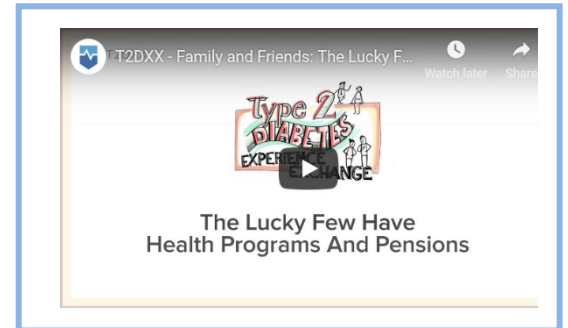 T2DXX - Family and Friends: The Lucky F...
Watch later
Share
Type 2
DIABETES
EXPERIENCE
EXCHANGE
The Lucky Few Have
Health Programs And Pensions